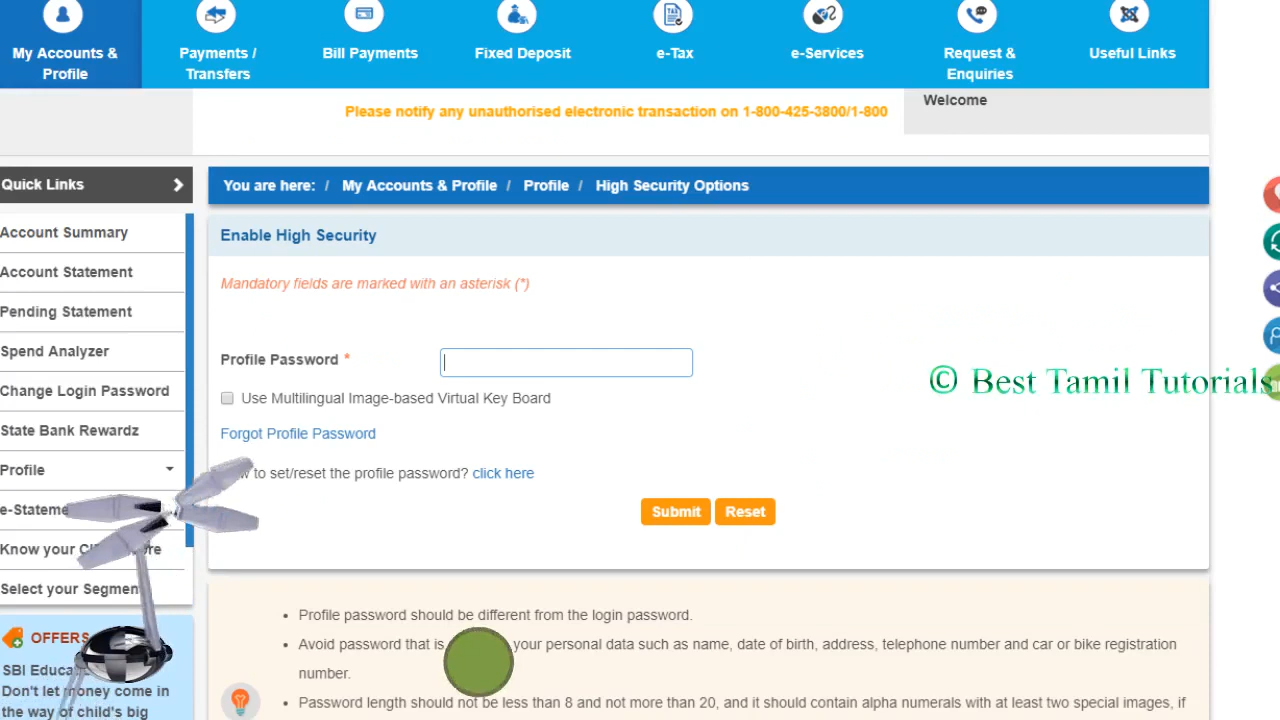 My Accounts &
Profile
Payments /
Transfers
Bill Payments
Fixed Deposit
e-Tax
e-Services
Request &
Enquiries
Useful Links
Please notify any unauthorised electronic transaction on 1-800-425-3800/1-800
Welcome
Quick Links
You are here: / My Accounts & Profile / Profile / High Security Options
Account Summary
Account Statement
Pending Statement
Spend Analyzer
Change Login Password
State Bank Rewardz
Profile
Enable High Security
Mandatory fields are marked with an asterisk (*)
Profile Password *
Use Multilingual Image-based Virtual Key Board
Forgot Profile Password
to set/reset the profile password? click here
Submit Reset
© Best Tamil Tutorials
Know your
Select your Segment
OFFERS
SBI
Don't let money come in
the way of child's big
Profile password should be different from the login password.
Avoid password that is your personal data such as name, date of birth, address, telephone number and car or bike registration
number.
Password length should not be less than 8 and not more than 20, and it should contain alpha numerals with at least two special images, if